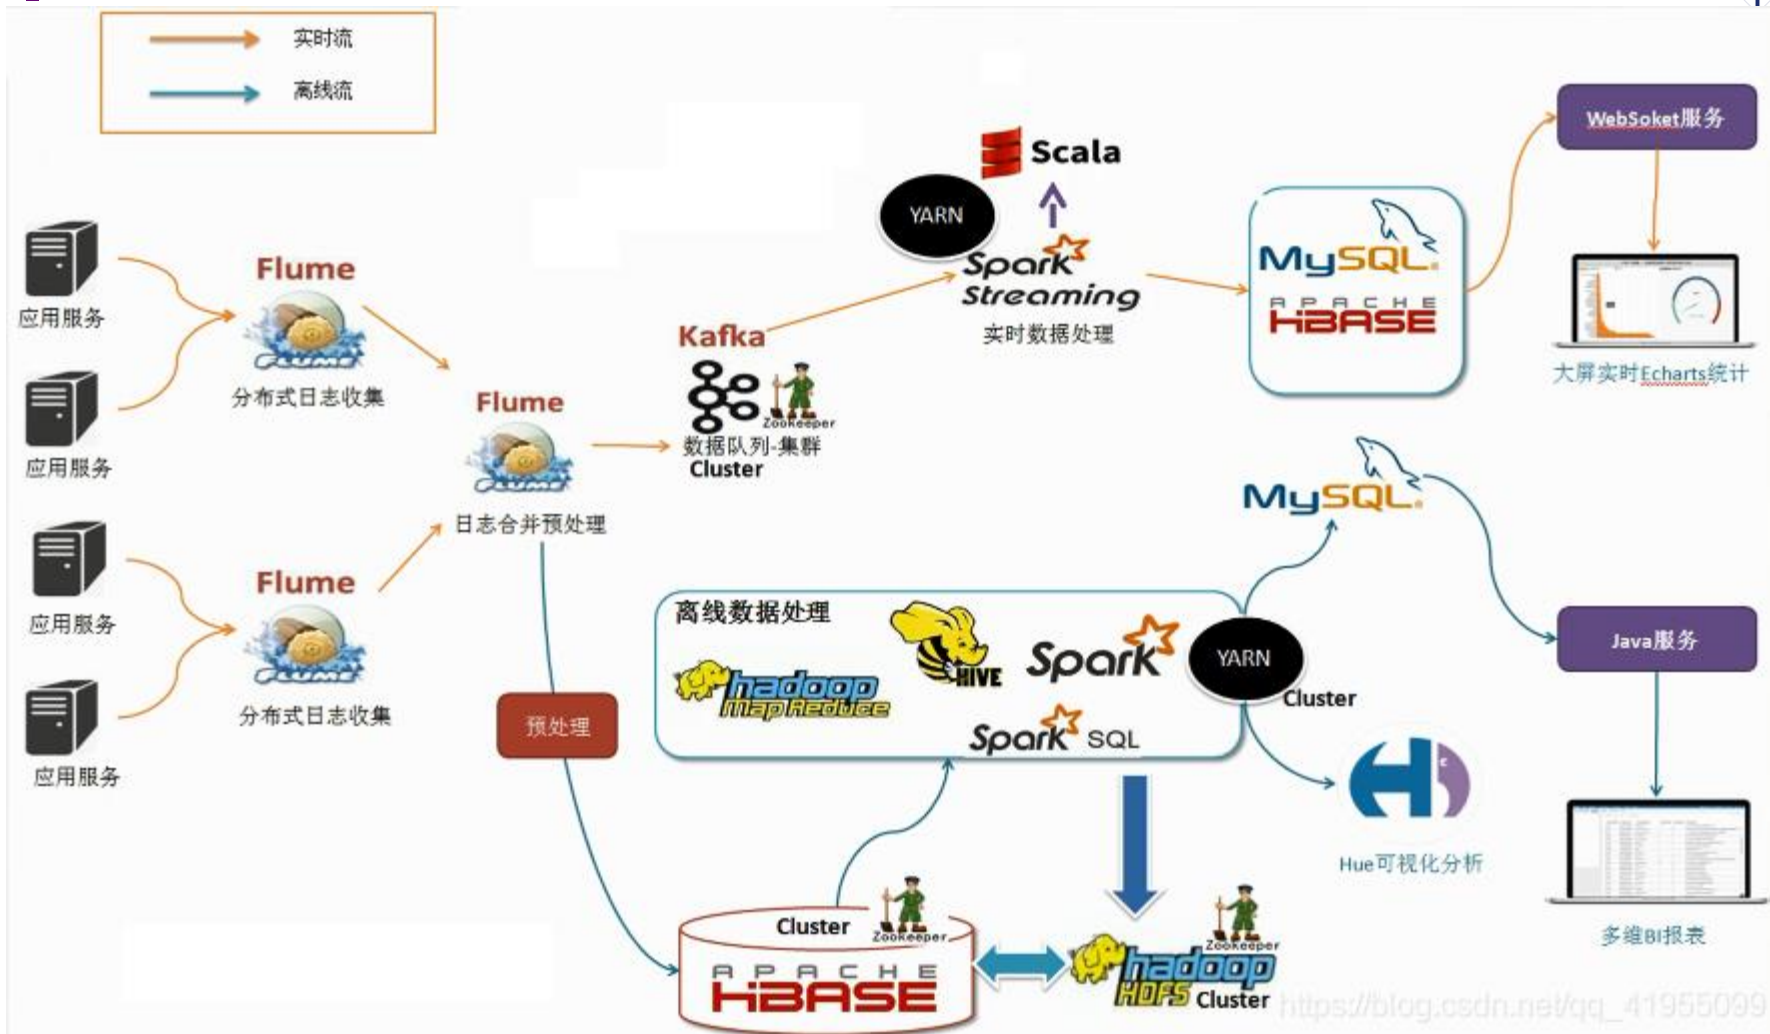 实时流
离线流
Scala
YARN
WebSoket服务
Spark
Streaming
实时数据处理
MySQL
APACHE
HBASE
应用服务
Flume
FLUME
分布式日志收集
应用服务
Kafka
ZooKeeper
数据队列-集群
Cluster
大屏实时Echarts统计
Flume
FLUME
日志合并预处理
MySQL
应用服务
Flume
FLUME
分布式日志收集
应用服务
预处理
离线数据处理
HIVE
Spark
YARN
Cluster
hadoop
Map Reduce
Spark SQL
Java服务
Hue可视化分析
多维BI报表
Cluster
ZooKeeper
APACHE
HBASE
ZooKeeper
hadoop
HDFS Cluster
https://blog.csdn.net/qq_41955099